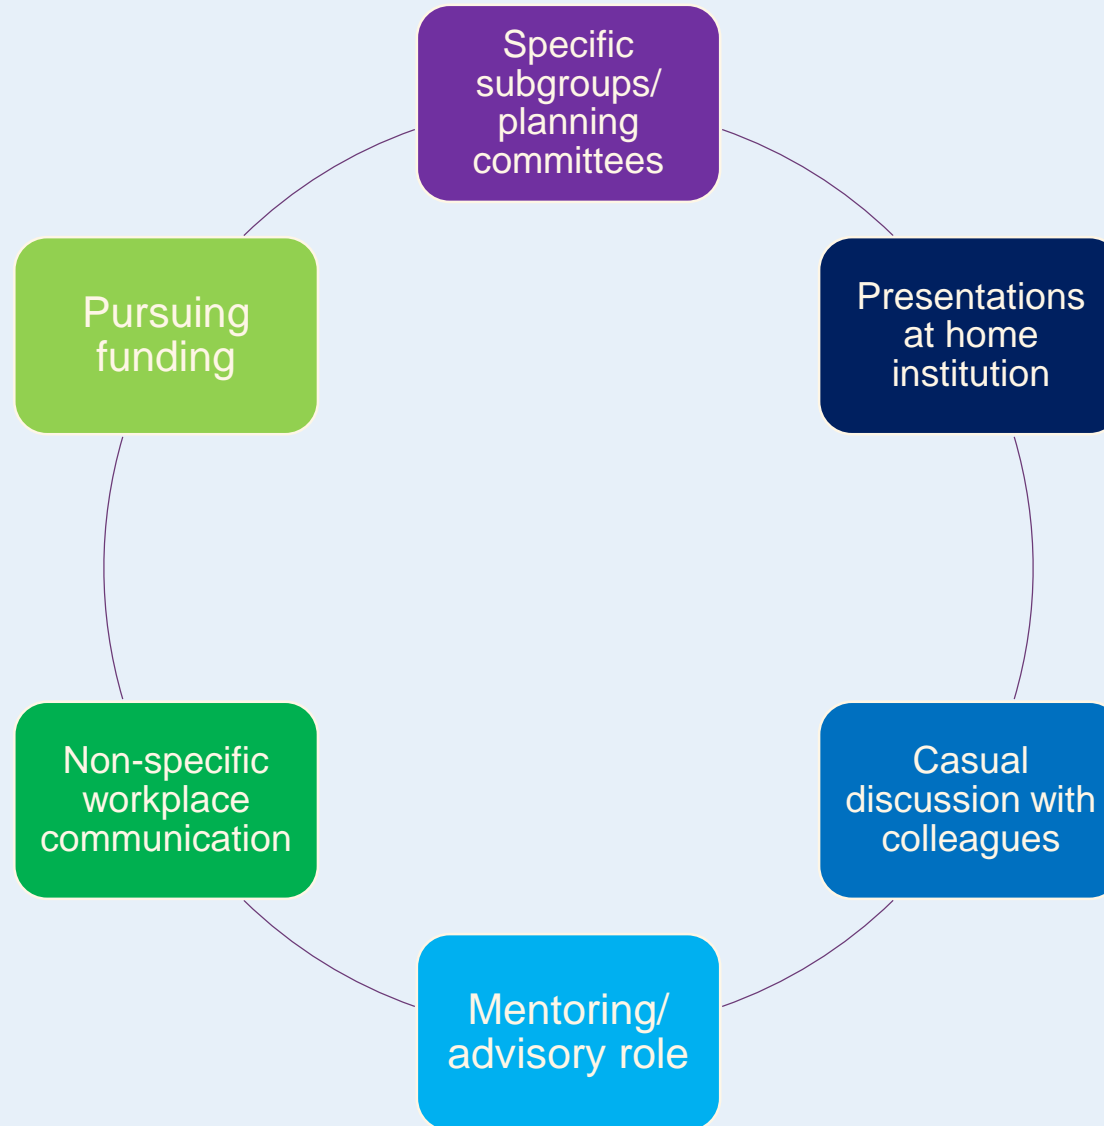 Specific
subgroups/
planning
committees
Presentations
at home
institution
Casual
discussion with
colleagues
Mentoring/
advisory role
Non-specific
workplace
communication
Pursuing
funding